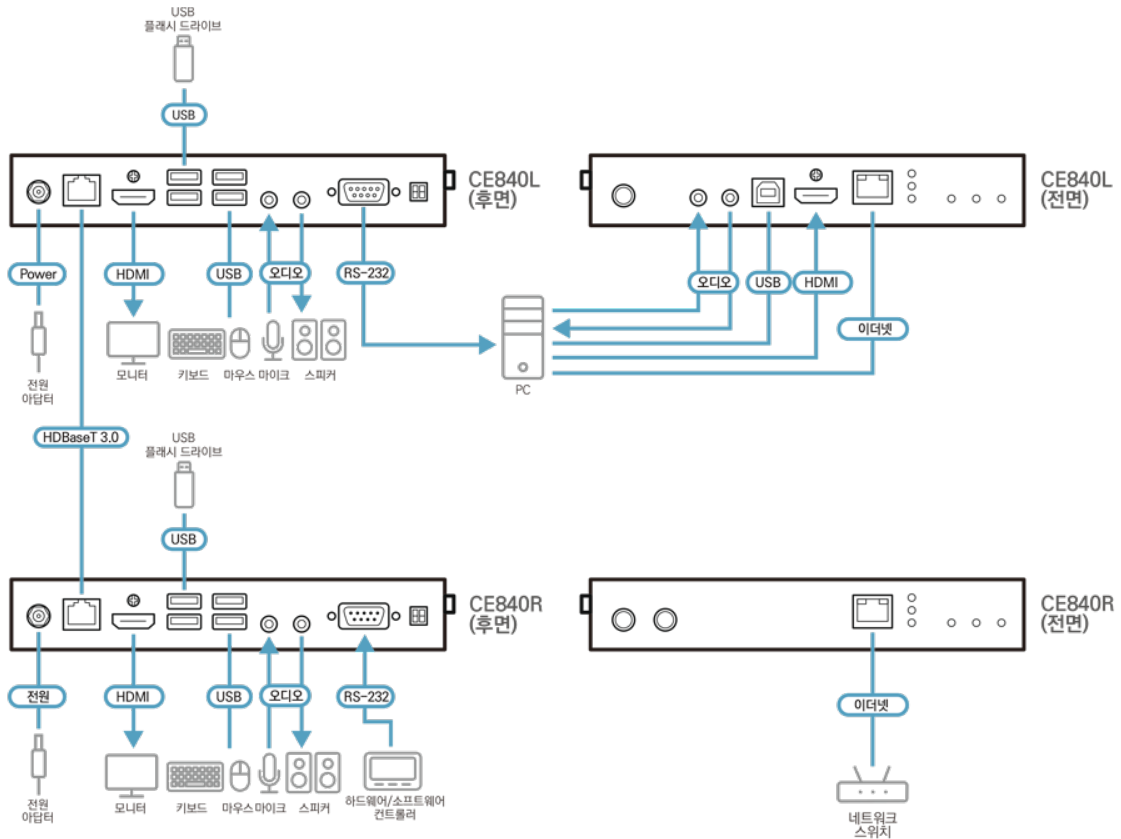 USB
플래시 드라이브
USB
CE840L
(후면)
CE840L
(전면)
Power
HDMI
USB
오디오
RS-232
오디오
USB
HDMI
이더넷
모니터
키보드
마우스
마이크
스피커
PC
전원
아답터
HDBaseT 3.0
USB
플래시 드라이브
USB
CE840R
(후면)
CE840R
(전면)
전원
HDMI
USB
오디오
RS-232
이더넷
전원
아답터
모니터
키보드
마우스
마이크
스피커
하드웨어/소프트웨어
컨트롤러
네트워크
스위치